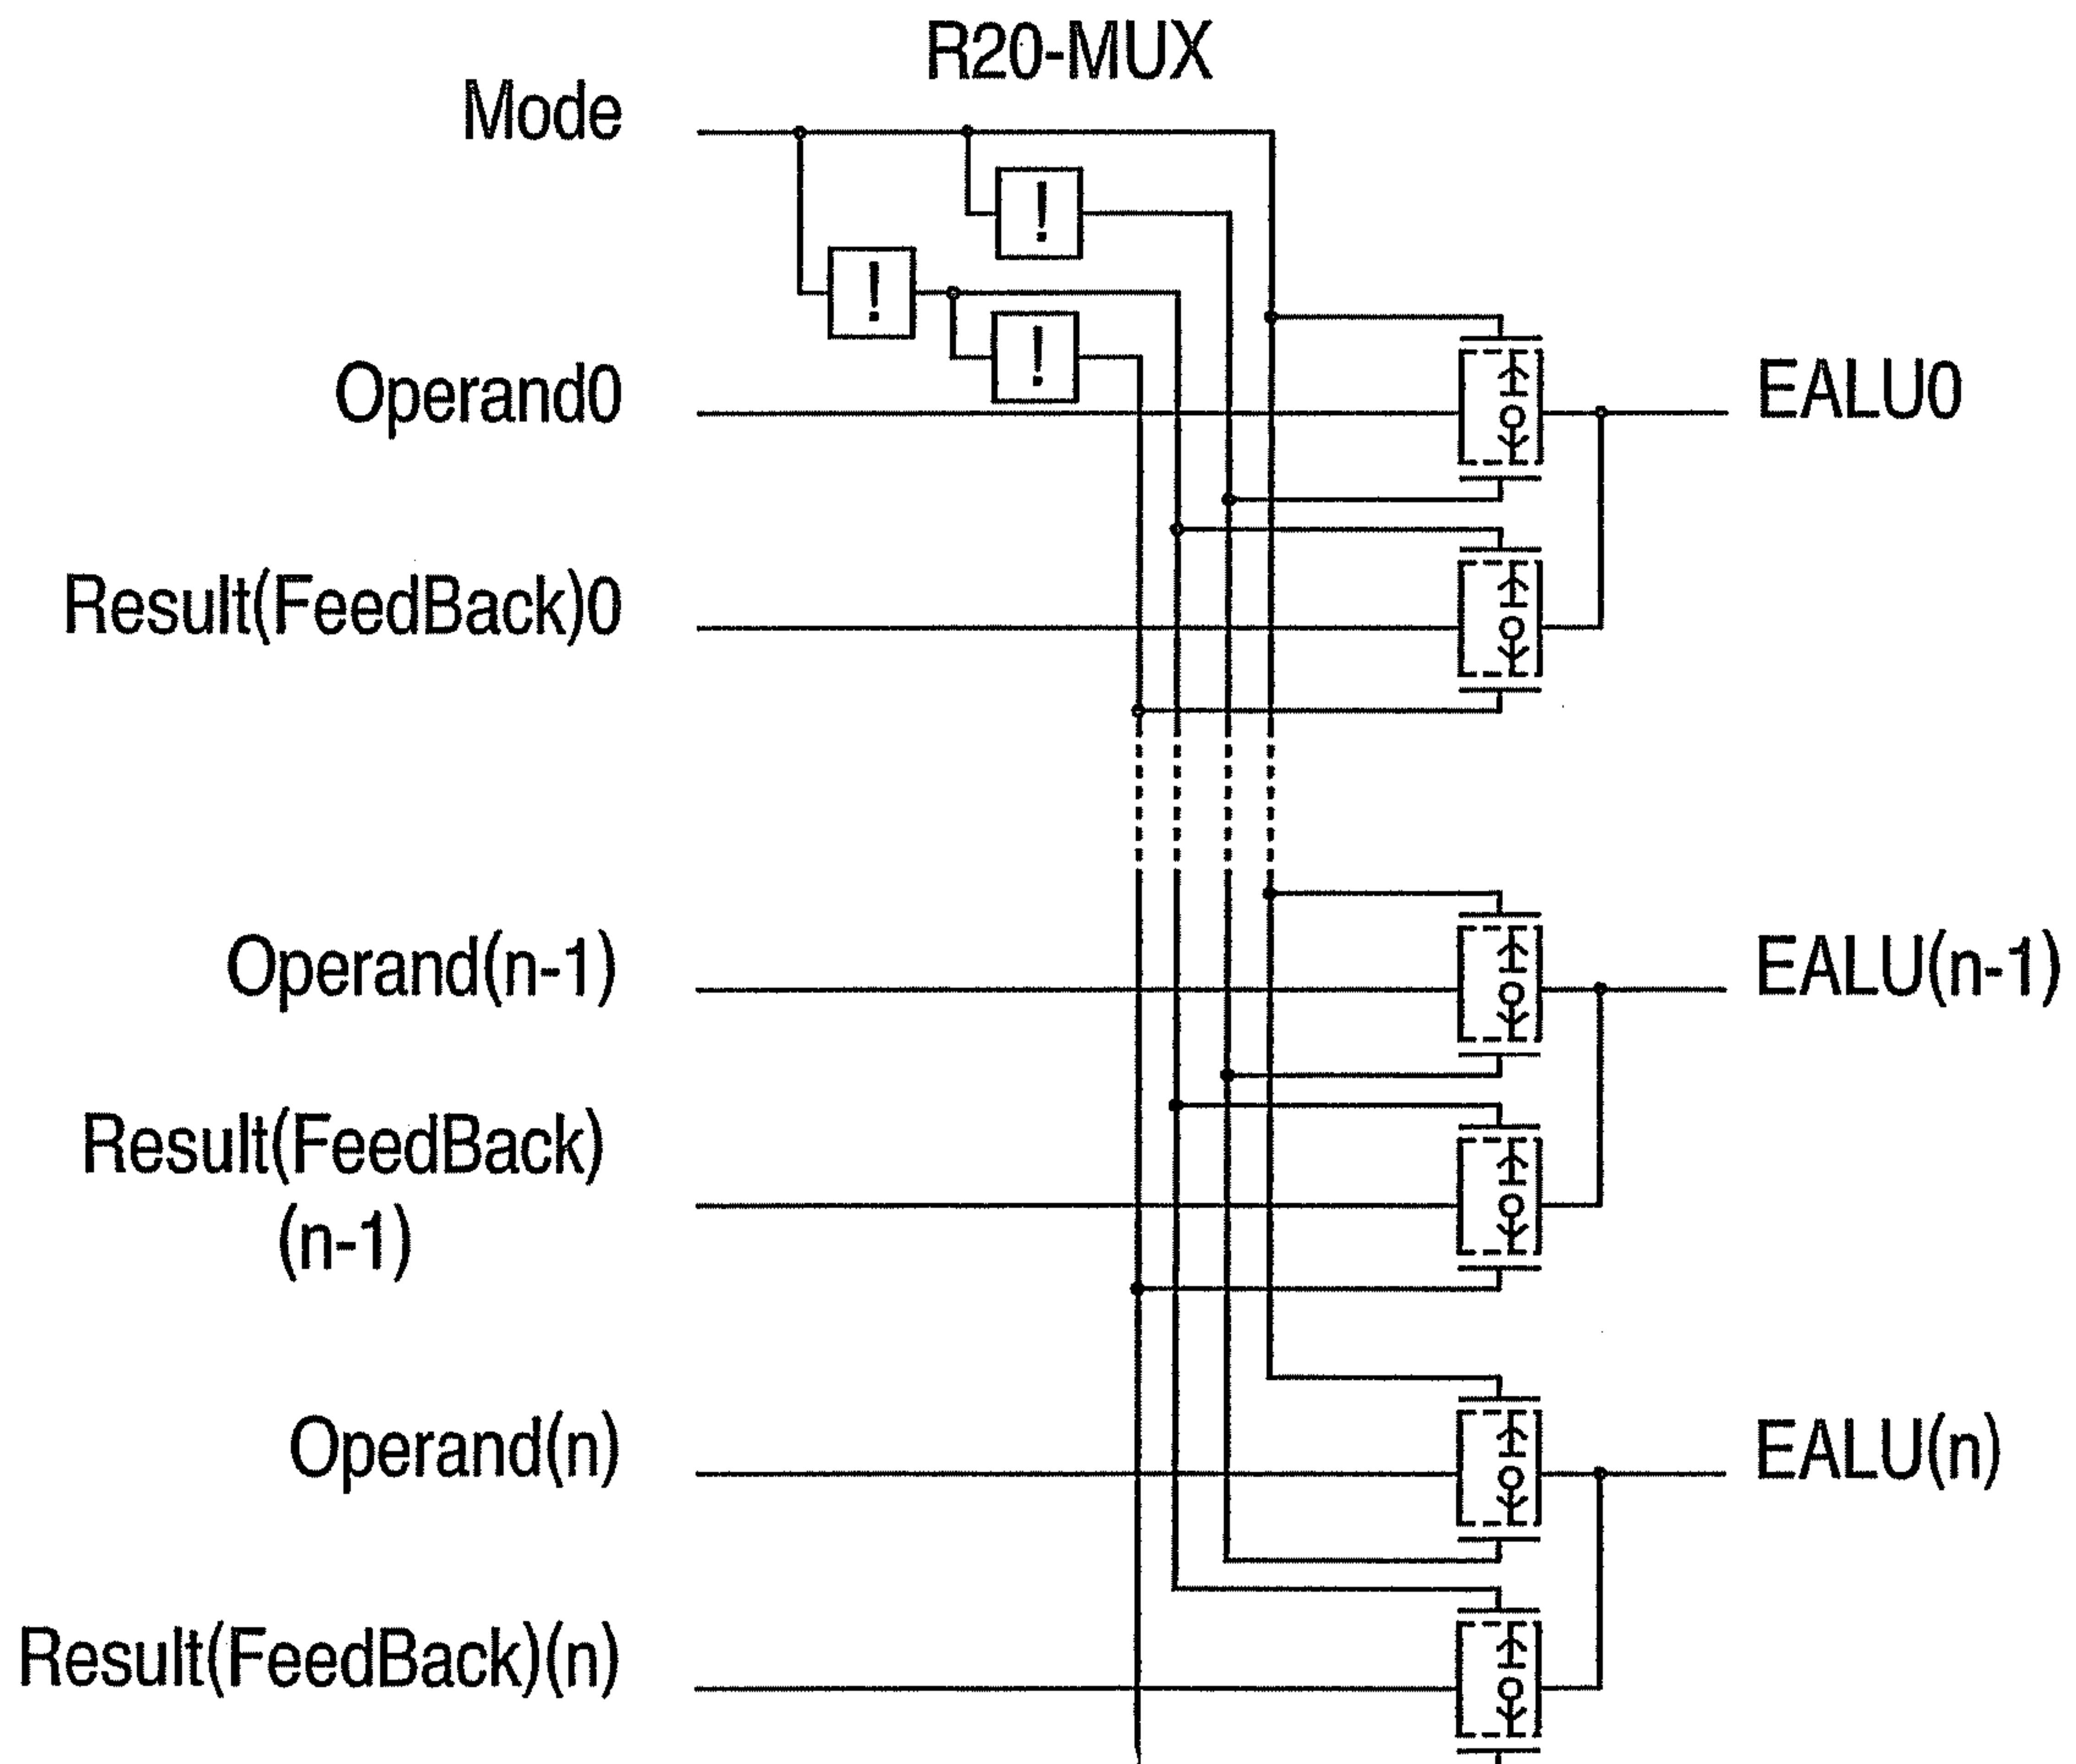 R20-MUX
Mode
!
!
!
Operand0
EALU0
Result(FeedBack)0
Operand(n-1)
EALU(n-1)
Result(FeedBack)
(n-1)
Operand(n)
EALU(n)
Result(FeedBack)(n)